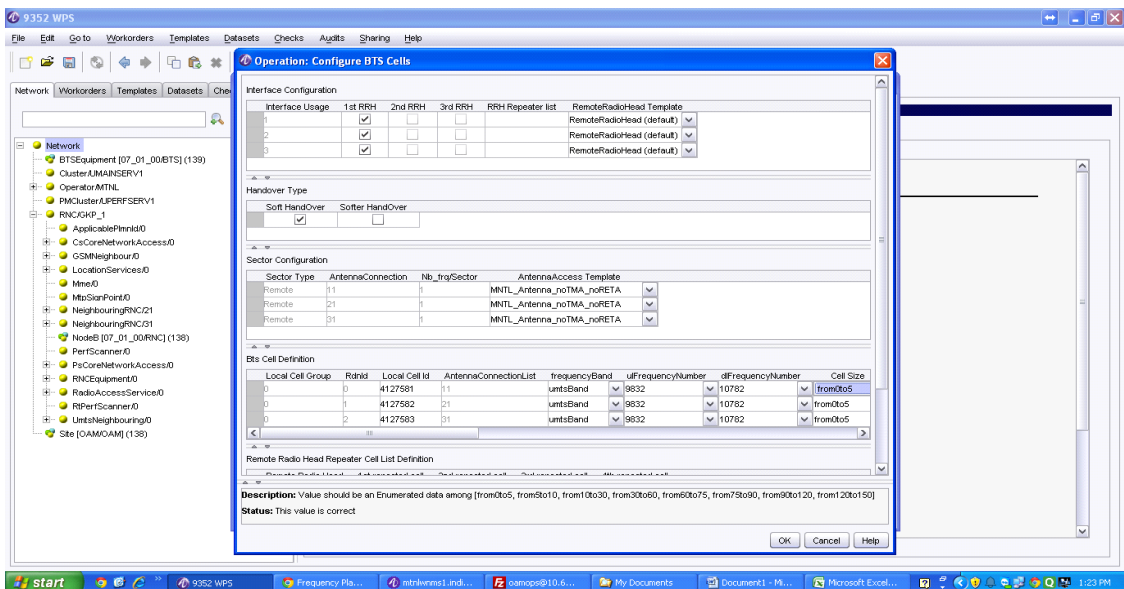 9352 WPS
File Edit Go to Workorders Templates Datasets Checks Audits Sharing Help
Network Workorders Templates Datasets Che
Network
BTSEquipment [07_01_00/BTS] (139)
Cluster/UMAINSERV1
Operator/MTNL
PMCluster/UPERFSERV1
RNC/GKP_1
ApplicablePlmnId/0
CsCoreNetworkAccess/0
GSMNeighbour/0
LocationServices/0
Mme/0
MtpSignPoint/0
NeighbouringRNC/21
NeighbouringRNC/31
NodeB [07_01_00/RNC] (138)
PerfScanner/0
PsCoreNetworkAccess/0
RNCEquipment/0
RadioAccessService/0
RtPerfScanner/0
UmtsNeighbouring/0
Site [OAM/OAM] (138)
Operation: Configure BTS Cells
Interface Configuration
Interface Usage 1st RRH 2nd RRH 3rd RRH RRH Repeater list RemoteRadioHead Template
1 RemoteRadioHead (default)
2 RemoteRadioHead (default)
3 RemoteRadioHead (default)
Handover Type
Soft HandOver Softer HandOver
Sector Configuration
Sector Type AntennaConnection Nb_frq/Sector AntennaAccess Template
Remote 11 1 MNTL_Antenna_noTMA_noRETA
Remote 21 1 MNTL_Antenna_noTMA_noRETA
Remote 31 1 MNTL_Antenna_noTMA_noRETA
Bts Cell Definition
Local Cell Group RdnId Local Cell Id AntennaConnectionList frequencyBand ulFrequencyNumber dlFrequencyNumber Cell Size
0 0 4127581 11 umtsBand 9832 10782 from0to5
0 1 4127582 21 umtsBand 9832 10782 from0to5
0 2 4127583 31 umtsBand 9832 10782 from0to5
Remote Radio Head Repeater Cell List Definition
Description: Value should be an Enumerated data among [from0to5, from5to10, from10to30, from30to60, from60to75, from75to90, from90to120, from120to150]
Status: This value is correct
OK Cancel Help
start 9352 WPS Frequency Pla... mtnlwnms1.indi... oamops@10.6... My Documents Document1 - Mi... Microsoft Excel... 1:23 PM